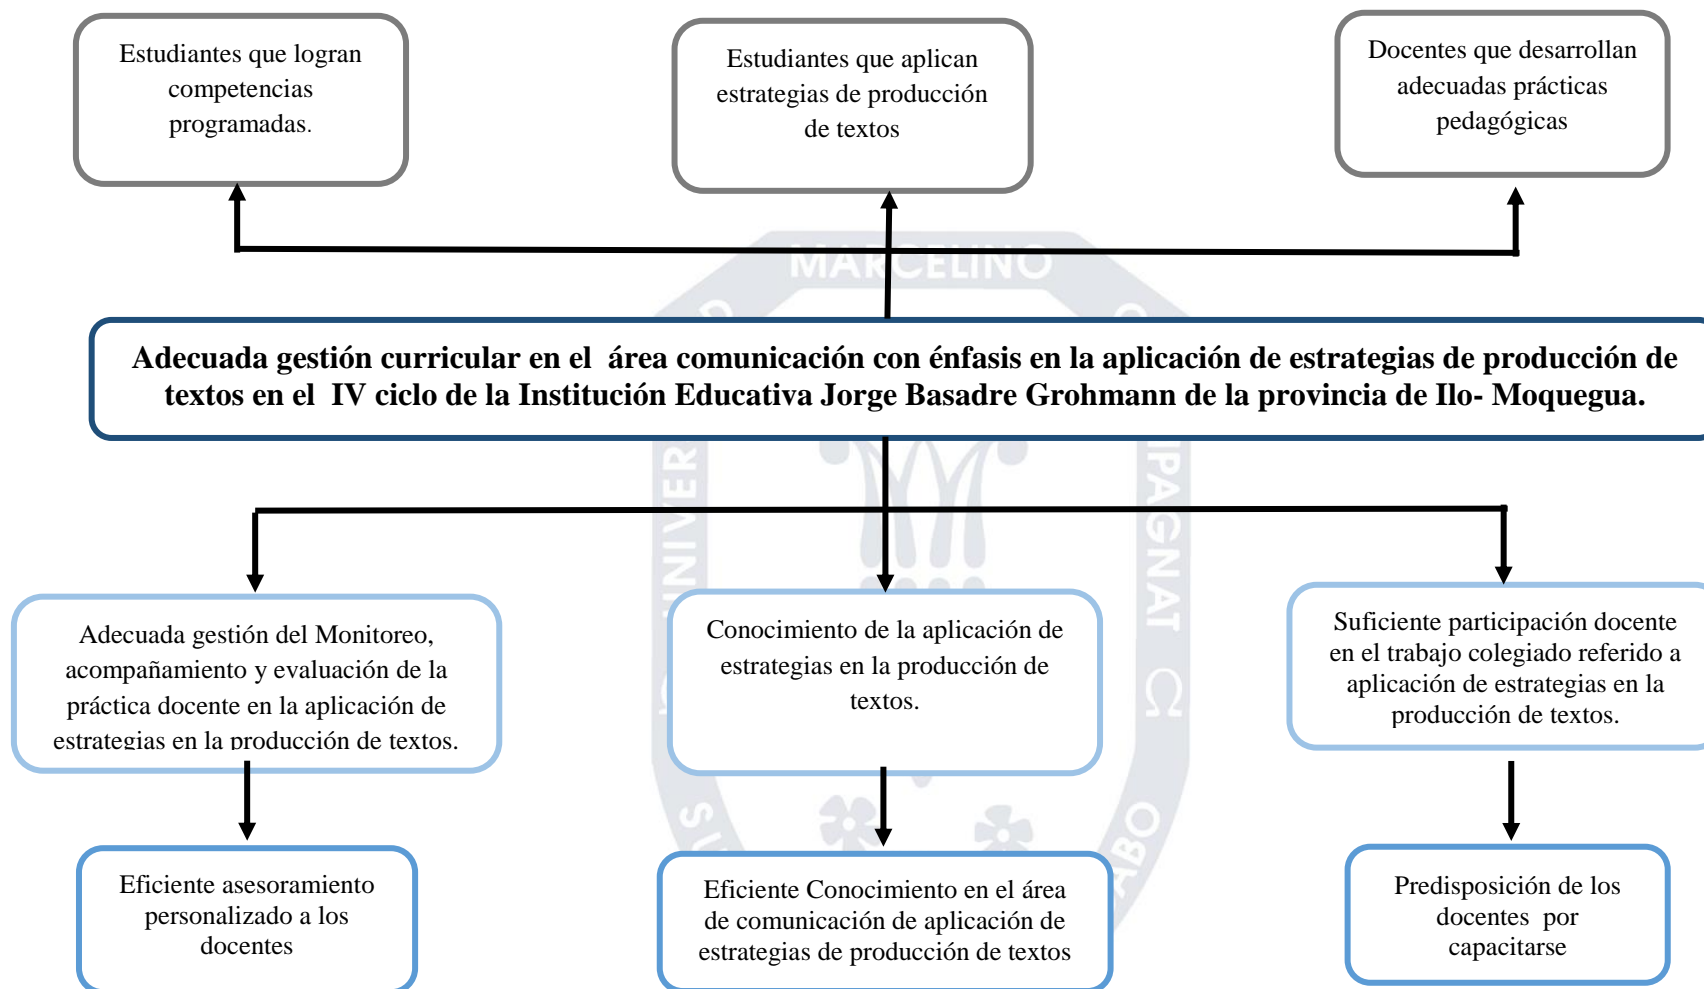 Estudiantes que logran
competencias
programadas.
Estudiantes que aplican
estrategias de producción
de textos
Docentes que desarrollan
adecuadas prácticas
pedagógicas
MARCELINO
Adecuada gestión curricular en el área comunicación con énfasis en la aplicación de estrategias de producción de
textos en el IV ciclo de la Institución Educativa Jorge Basadre Grohmann de la provincia de Ilo- Moquegua.
Adecuada gestión del Monitoreo,
acompañamiento y evaluación de la
práctica docente en la aplicación de
estrategias en la producción de textos.
Conocimiento de la aplicación de
estrategias en la producción de
textos.
Suficiente participación docente
en el trabajo colegiado referido a
aplicación de estrategias en la
producción de textos.
Eficiente asesoramiento
personalizado a los
docentes
Eficiente Conocimiento en el área
de comunicación de aplicación de
estrategias de producción de textos
Predisposición de los
docentes por
capacitarse